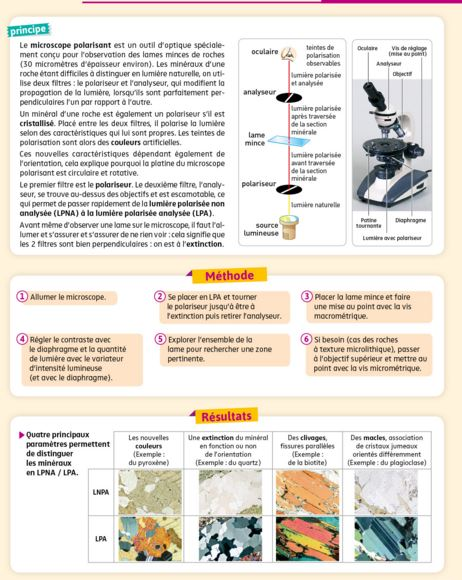 principe
Le microscope polarisant est un outil d'optique spéciale-
ment conçu pour l'observation des lames minces de roches
(30 micromètres d'épaisseur environ). Les minéraux d'une
roche étant difficiles à distinguer en lumière naturelle, on uti-
lise deux filtres : le polariseur et l'analyseur, qui modifient la
propagation de la lumière, lorsqu'ils sont parfaitement per-
pendiculaires l'un par rapport à l'autre.
Un minéral d'une roche est également un polariseur s'il est
cristallisé. Placé entre les deux filtres, il polarise la lumière
selon des caractéristiques qui lui sont propres. Les teintes de
polarisation sont alors des couleurs artificielles.
Ces nouvelles caractéristiques dépendant également de
l'orientation, cela explique pourquoi la platine du microscope
polarisant est circulaire et rotative.
Le premier filtre est le polariseur. Le deuxième filtre, l'analy-
seur, se trouve au-dessus des objectifs et est escamotable, ce
qui permet de passer rapidement de la lumière polarisée non
analysée (LPNA) à la lumière polarisée analysée (LPA).
Avant même d'observer une lame sur le microscope, il faut l'al-
lumer et s'assurer et s'assurer de ne rien voir : cela signifie que
les 2 filtres sont bien perpendiculaires : on est à l'extinction.
oculaire
teintes de
polarisation
observables
lumière polarisée
et analysée
analyseur
lumière polarisée
après traversée
de la section
minérale
lame
mince
lumière polarisée
avant traversée
de la section
minérale
polariseur
lumière naturelle
source
lumineuse
Oculaire
Vis de réglage
(mise au point)
Analyseur
Objectif
Patine
tournante
Diaphragme
Lumière avec polariseur
Méthode
1 Allumer le microscope.
2 Se placer en LPA et tourner
le polariseur jusqu'à être à
l'extinction puis retirer l'analyseur.
3 Placer la lame mince et faire
une mise au point avec la vis
macrométrique.
4 Régler le contraste avec
le diaphragme et la quantité
de lumière avec le variateur
d'intensité lumineuse
(et avec le diaphragme).
5 Explorer l'ensemble de la
lame pour rechercher une zone
pertinente.
6 Si besoin (cas des roches
à texture microlithique), passer
à l'objectif supérieur et mettre au
point avec la vis micrométrique.
Résultats
Quatre principaux
paramètres permettent
de distinguer
les minéraux
en LPNA / LPA.
Les nouvelles
couleurs
(Exemple :
du pyroxène)
Une extinction du minéral
en fonction ou non
de l'orientation
(Exemple : du quartz)
Des clivages,
fissures parallèles
(Exemple :
de la biotite)
Des macles, association
de cristaux jumeaux
orientés différemment
(Exemple : du plagioclase)
LNPA
LPA